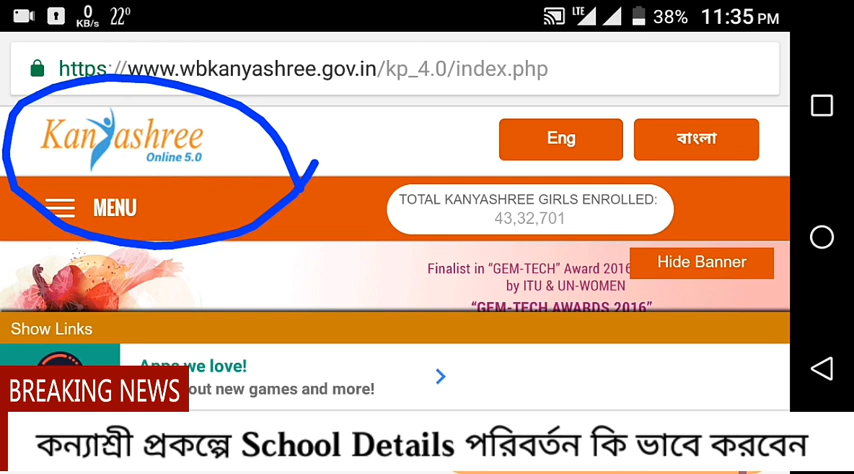 0
KB/s
22°
LTE
38%
11:35 PM
https://www.wbkanyashree.gov.in/kp_4.0/index.php
Kanyashree
Online 5.0
Eng
বাংলা
MENU
TOTAL KANYASHREE GIRLS ENROLLED:
43,32,701
Finalist in "GEM-TECH" Award 2016
by ITU & UN-WOMEN
"GEM-TECH AWARDS 2016"
Hide Banner
Show Links
Apps we love!
out new games and more!
BREAKING NEWS
কন্যাশ্রী প্রকল্পে School Details পরিবর্তন কি ভাবে করবেন